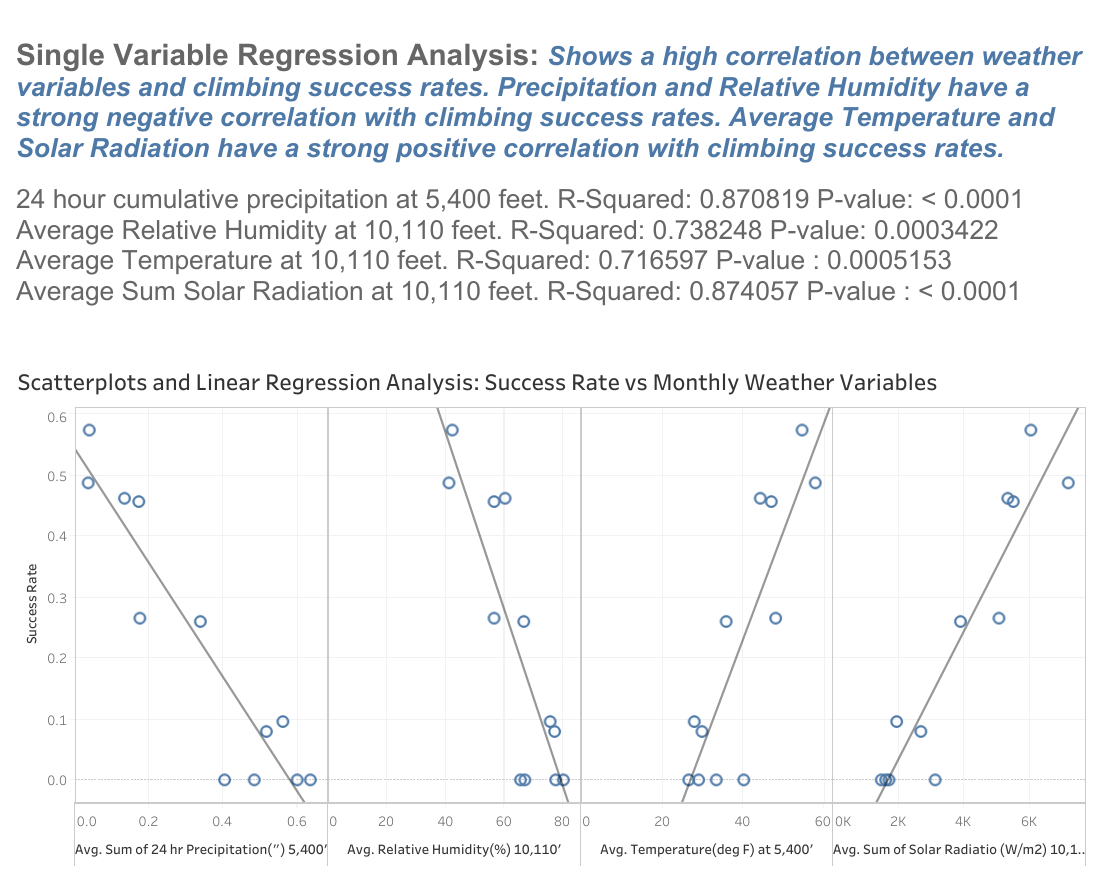 Single Variable Regression Analysis: Shows a high correlation between weather
variables and climbing success rates. Precipitation and Relative Humidity have a
strong negative correlation with climbing success rates. Average Temperature and
Solar Radiation have a strong positive correlation with climbing success rates.
24 hour cumulative precipitation at 5,400 feet. R-Squared: 0.870819 P-value: < 0.0001
Average Relative Humidity at 10,110 feet. R-Squared: 0.738248 P-value: 0.0003422
Average Temperature at 10,110 feet. R-Squared: 0.716597 P-value : 0.0005153
Average Sum Solar Radiation at 10,110 feet. R-Squared: 0.874057 P-value : < 0.0001
Scatterplots and Linear Regression Analysis: Success Rate vs Monthly Weather Variables
0.6
0.5
0.4
0.3
0.2
0.1
0.0
Success Rate
0.0 0.2 0.4 0.6 0 20 40 60 80 0 20 40 60 0K 2K 4K 6K
Avg. Sum of 24 hr Precipitation(") 5,400' Avg. Relative Humidity(%) 10,110' Avg. Temperature(deg F) at 5,400' Avg. Sum of Solar Radiatio (W/m2) 10,1..